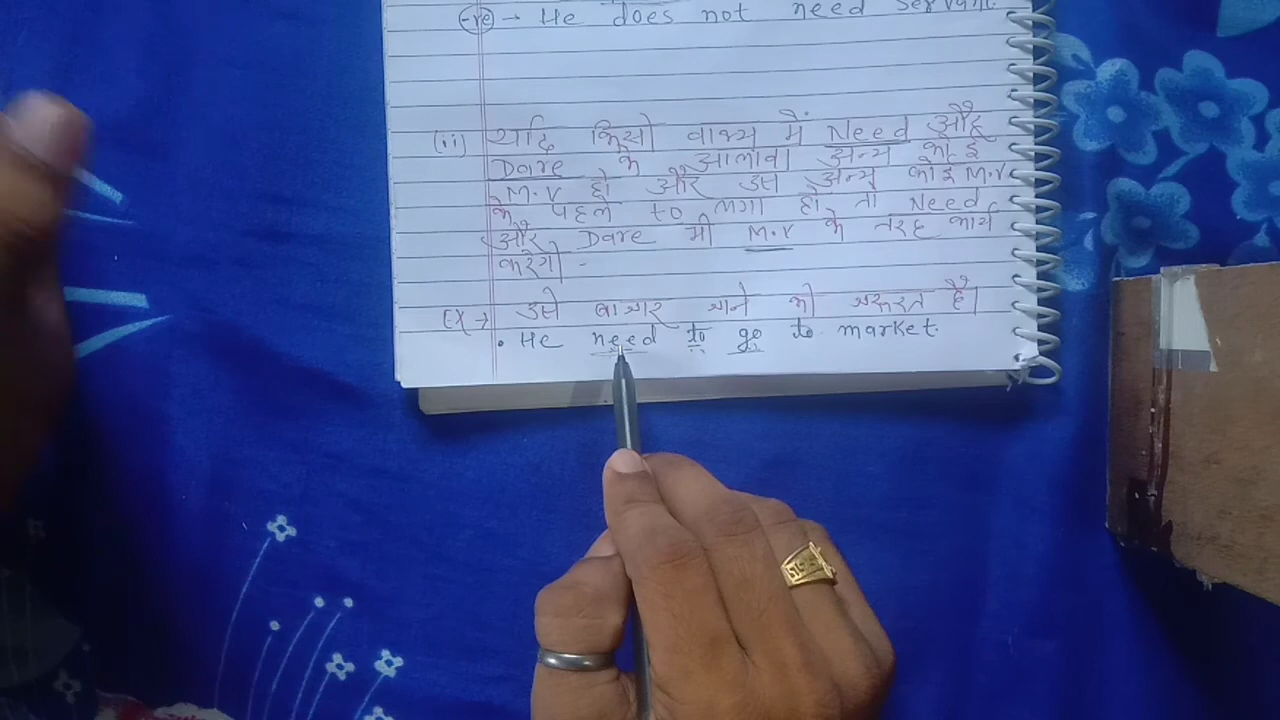 (-ve) → He does not need servant.
(ii) यदि किसी वाक्य में Need और
Dare के आलावा अन्य कोई
M.V हो और उस अन्य कोई M.V
के पहले to लगा हो तो Need
और Dare भी M.V के तरह कार्य
करेगी -
Ex → उसे बाजार जाने की जरूरत है।
• He need to go to market.